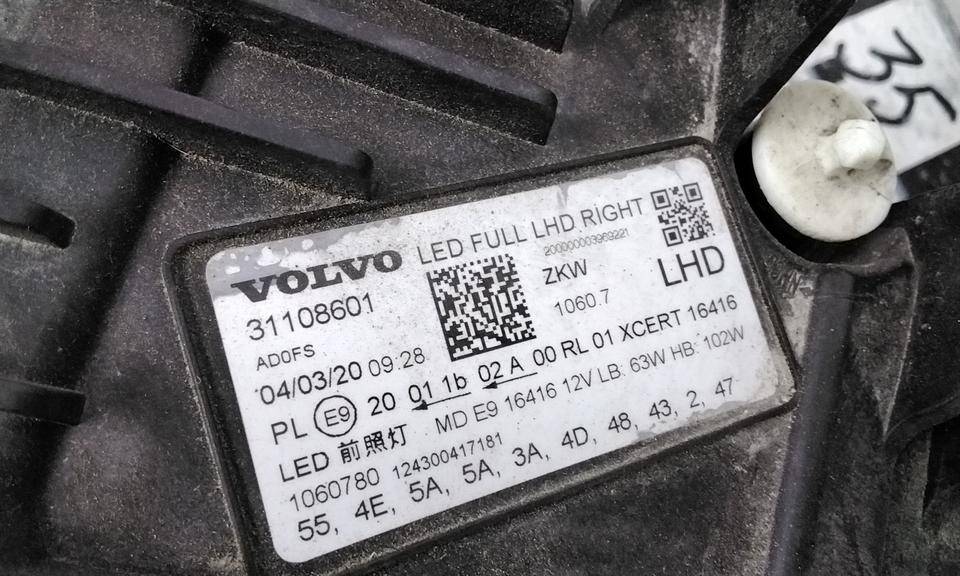 35
VOLVO LED FULL LHD RIGHT
31108601
ZKW
LHD
AD0FS
1060.7
04/03/20 09:28
PL E9 20 01 1b 02 A 00 RL 01 XCERT 16416
LED 前照灯 MD E9 16416 12V LB: 63W HB: 102W
1060780 124300417181
55, 4E, 5A, 5A, 3A, 4D, 48, 43, 2, 47